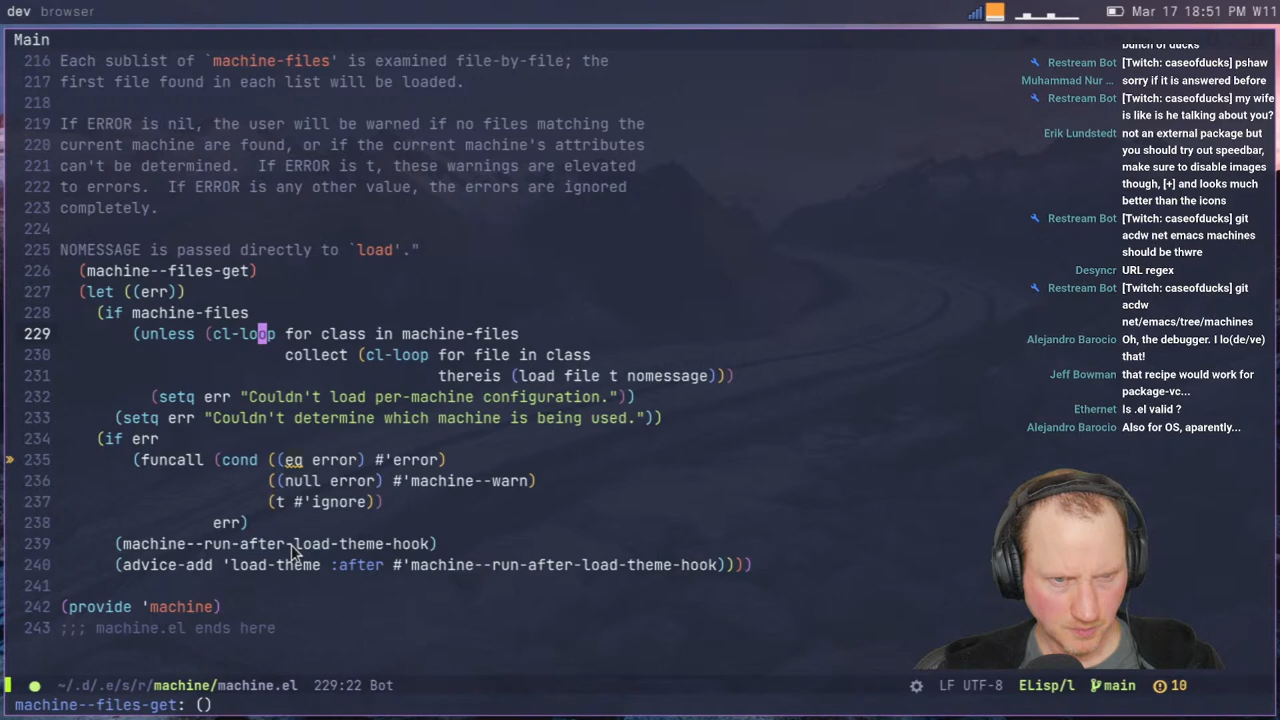 dev browser
Mar 17 18:51 PM W11
Main
216 Each sublist of `machine-files' is examined file-by-file; the
217 first file found in each list will be loaded.
218
219 If ERROR is nil, the user will be warned if no files matching the
220 current machine are found, or if the current machine's attributes
221 can't be determined.  If ERROR is t, these warnings are elevated
222 to errors.  If ERROR is any other value, the errors are ignored
223 completely.
224
225 NOMESSAGE is passed directly to `load'."
226 (machine--files-get)
227 (let ((err))
228 (if machine-files
229 (unless (cl-loop for class in machine-files
230 collect (cl-loop for file in class
231 thereis (load file t nomessage)))
232 (setq err "Couldn't load per-machine configuration."))
233 (setq err "Couldn't determine which machine is being used."))
234 (if err
235 (funcall (cond ((eq error) #'error)
236 ((null error) #'machine--warn)
237 (t #'ignore))
238 err)
239 (machine--run-after-load-theme-hook)
240 (advice-add 'load-theme :after #'machine--run-after-load-theme-hook))))
241
242 (provide 'machine)
243 ;;; machine.el ends here
~/.d/.e/s/r/machine/machine.el 229:22 Bot
LF UTF-8 ELisp/l main 10
machine--files-get: ()
bunch of ducks
Restream Bot [Twitch: caseofducks] pshaw
Muhammad Nur ... sorry if it is answered before
Restream Bot [Twitch: caseofducks] my wife
is like is he talking about you?
Erik Lundstedt not an external package but
you should try out speedbar,
make sure to disable images
though, [+] and looks much
better than the icons
Restream Bot [Twitch: caseofducks] git
acdw net emacs machines
should be thwre
Desyncr URL regex
Restream Bot [Twitch: caseofducks] git
acdw
net/emacs/tree/machines
Alejandro Barocio Oh, the debugger. I lo(de/ve)
that!
Jeff Bowman that recipe would work for
package-vc...
Ethernet Is .el valid ?
Alejandro Barocio Also for OS, aparently...